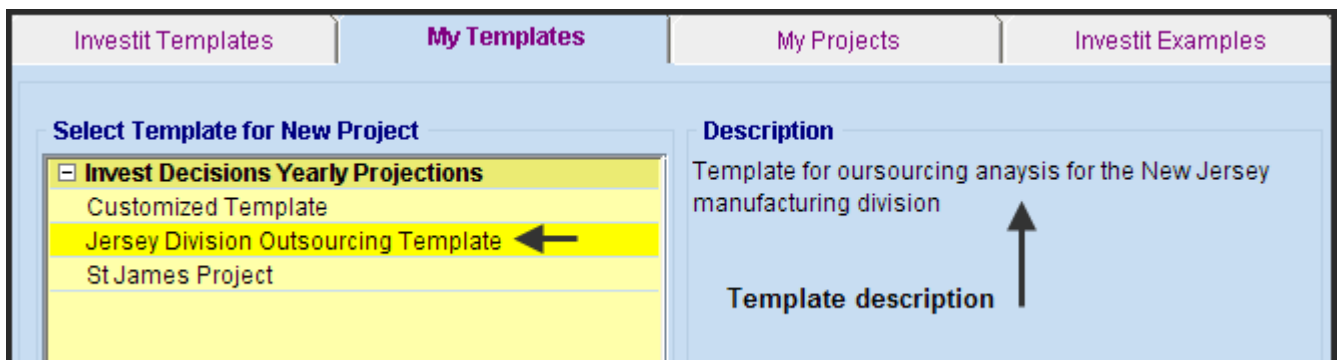 Investit Templates
My Templates
My Projects
Investit Examples
Select Template for New Project
Invest Decisions Yearly Projections
Customized Template
Jersey Division Outsourcing Template
St James Project
Description
Template for oursourcing anaysis for the New Jersey
manufacturing division
Template description